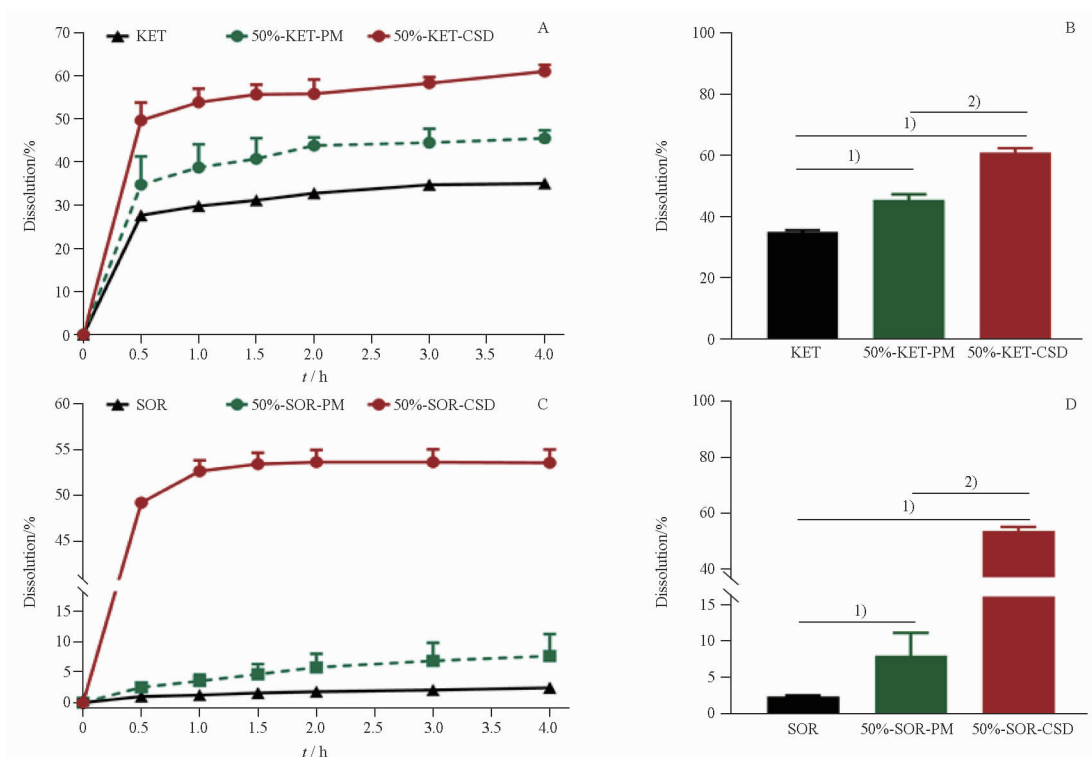 KET 50%-KET-PM 50%-KET-CSD A
Dissolution/%
70
60
50
40
30
20
10
0
0 0.5 1.0 1.5 2.0 2.5 3.0 3.5 4.0
t / h
B
Dissolution/%
100
80
60
40
20
0
2)
1)
1)
KET 50%-KET-PM 50%-KET-CSD
SOR 50%-SOR-PM 50%-SOR-CSD C
Dissolution/%
60
55
50
45
15
10
5
0
0 0.5 1.0 1.5 2.0 2.5 3.0 3.5 4.0
t / h
D
Dissolution/%
100
80
60
40
15
10
5
0
2)
1)
1)
SOR 50%-SOR-PM 50%-SOR-CSD